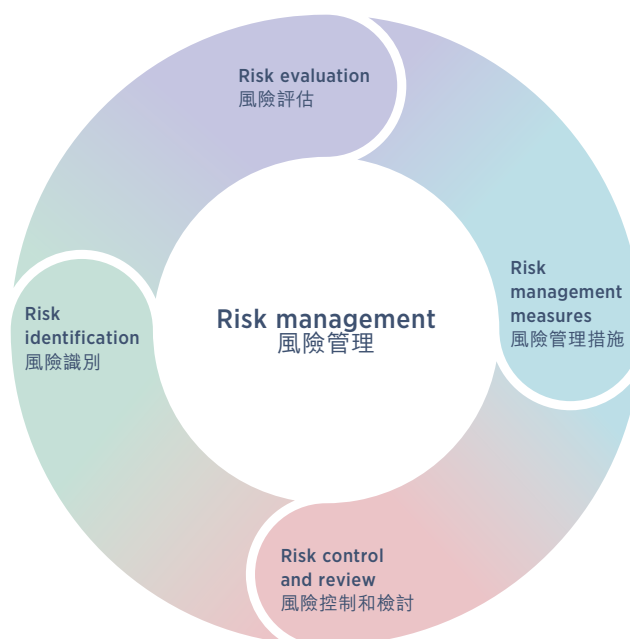 Risk evaluation
風險評估
Risk
management
measures
風險管理措施
Risk management
風險管理
Risk
identification
風險識別
Risk control
and review
風險控制和檢討